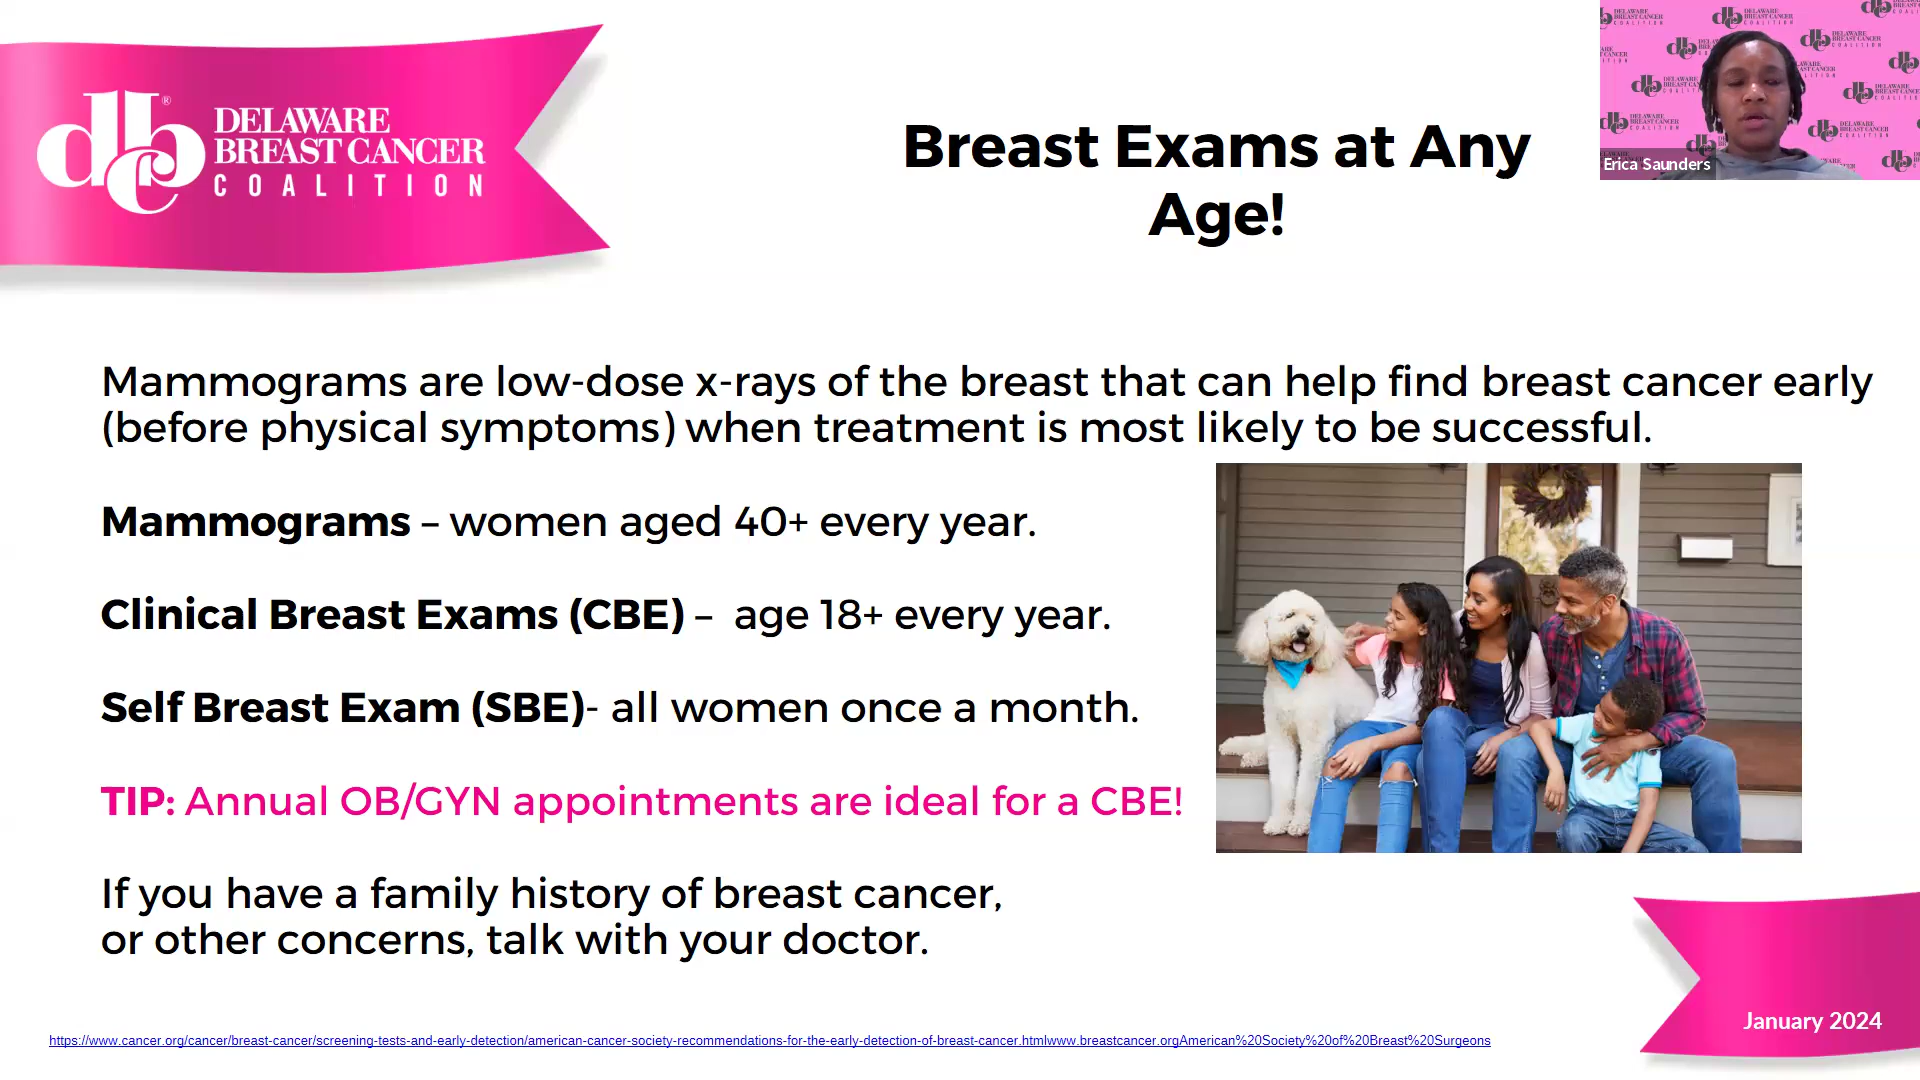 dbcc®
DELAWARE
BREAST CANCER
COALITION
Breast Exams at Any
Age!
Erica Saunders
Mammograms are low-dose x-rays of the breast that can help find breast cancer early
(before physical symptoms) when treatment is most likely to be successful.
Mammograms – women aged 40+ every year.
Clinical Breast Exams (CBE) – age 18+ every year.
Self Breast Exam (SBE)- all women once a month.
TIP: Annual OB/GYN appointments are ideal for a CBE!
If you have a family history of breast cancer,
or other concerns, talk with your doctor.
January 2024
https://www.cancer.org/cancer/breast-cancer/screening-tests-and-early-detection/american-cancer-society-recommendations-for-the-early-detection-of-breast-cancer.htmlwww.breastcancer.orgAmerican%20Society%20of%20Breast%20Surgeons